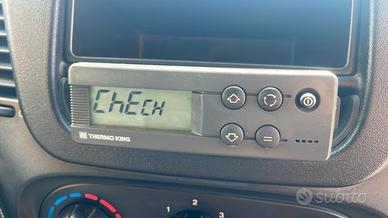 ChEcH
THERMO KING
subito
1
2
3